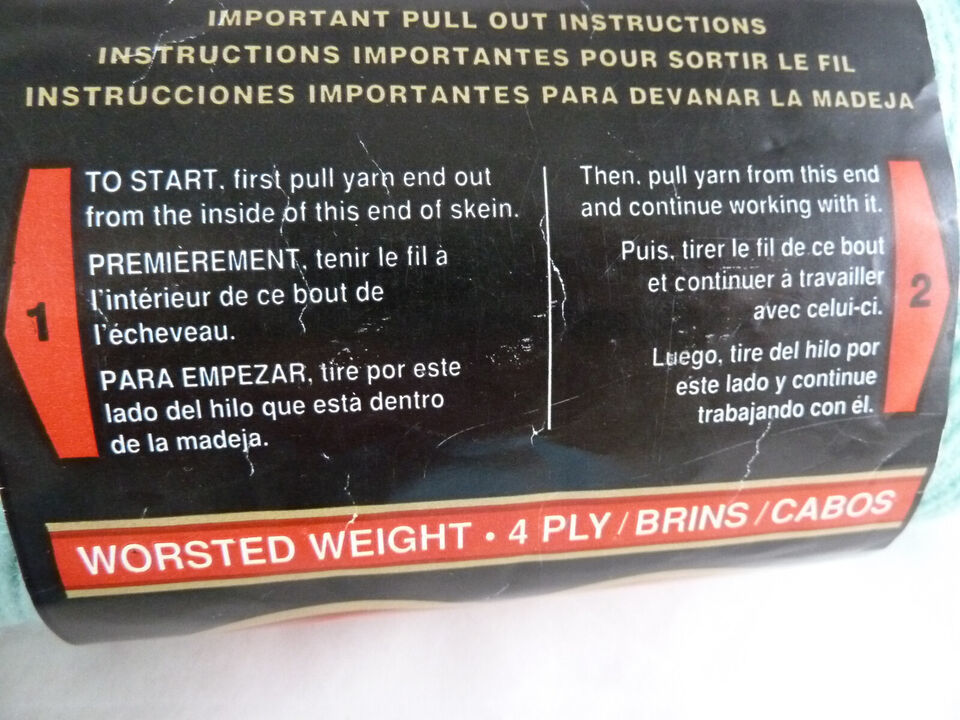 IMPORTANT PULL OUT INSTRUCTIONS
INSTRUCTIONS IMPORTANTES POUR SORTIR LE FIL
INSTRUCCIONES IMPORTANTES PARA DEVANAR LA MADEJA
1
TO START, first pull yarn end out
from the inside of this end of skein.
PREMIÈREMENT, tenir le fil à
l'intérieur de ce bout de
l'écheveau.
PARA EMPEZAR, tire por este
lado del hilo que està dentro
de la madeja.
Then, pull yarn from this end
and continue working with it.
Puis, tirer le fil de ce bout
et continuer à travailler
avec celui-ci.
Luego, tire del hilo por
este lado y continue
trabajando con él.
2
WORSTED WEIGHT • 4 PLY/BRINS/CABOS